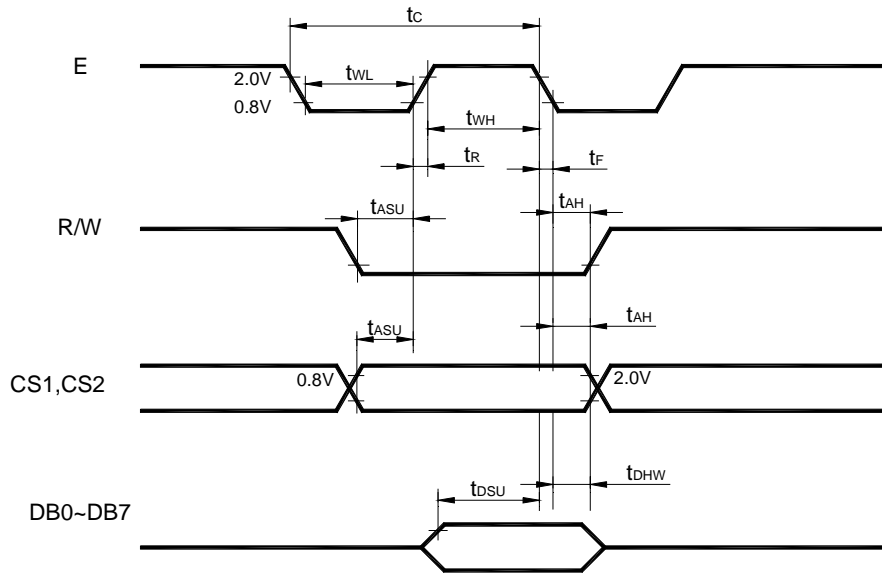 tC
E
2.0V
tWL
0.8V
tWH
tR
tF
tASU
tAH
R/W
tASU
tAH
0.8V
2.0V
CS1,CS2
tDSU
tDHW
DB0~DB7